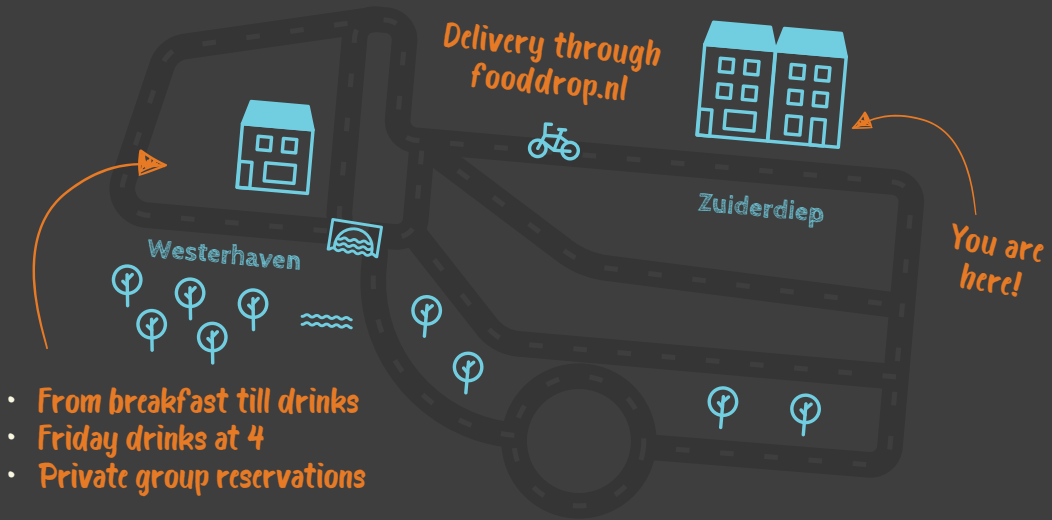 Delivery through
fooddrop.nl
Zuiderdiep
You are
here!
Westerhaven
• From breakfast till drinks
• Friday drinks at 4
• Private group reservations